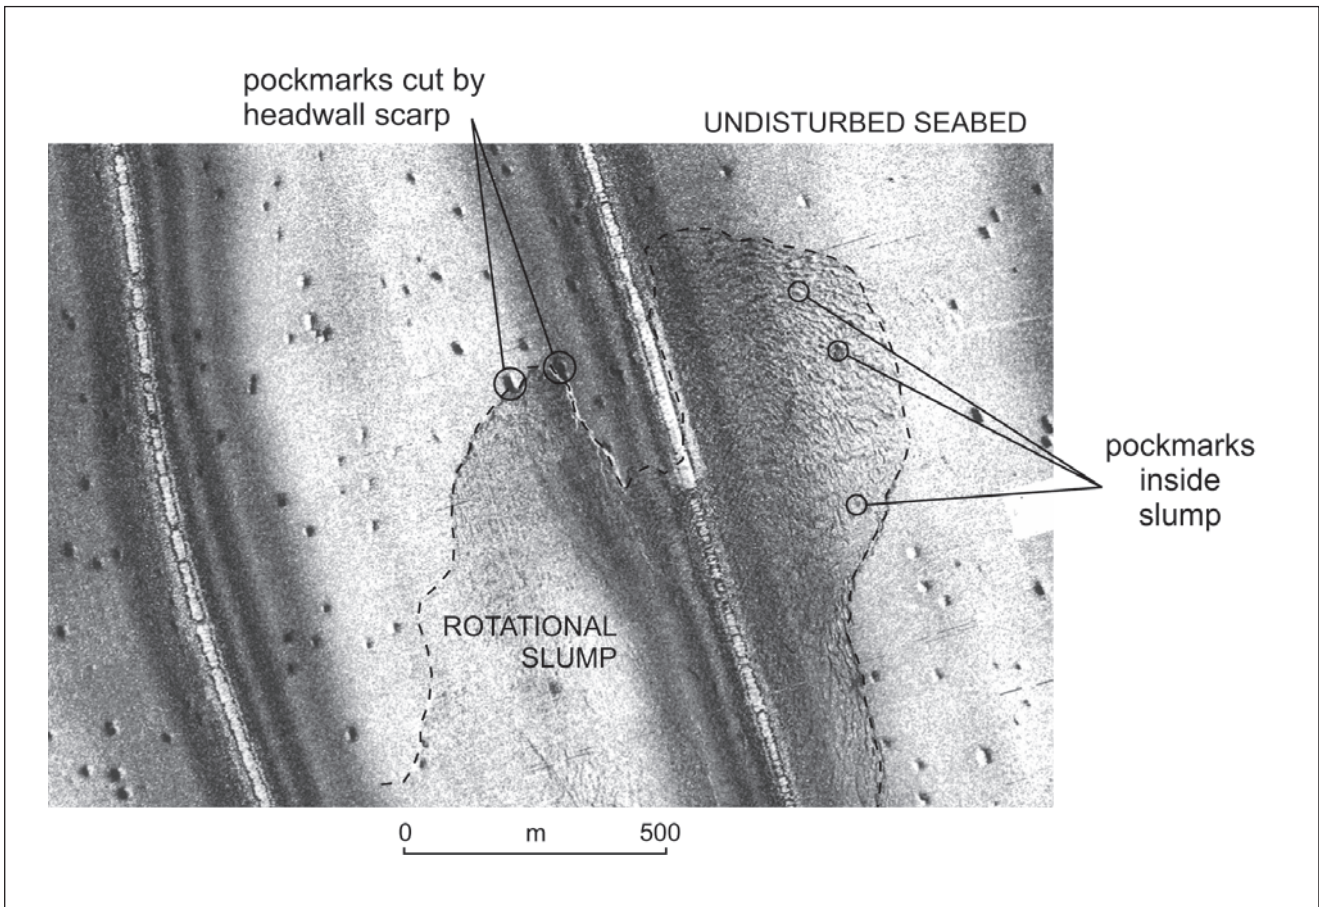 pockmarks cut by
headwall scarp
UNDISTURBED SEABED
pockmarks
inside
slump
ROTATIONAL
SLUMP
0 m 500